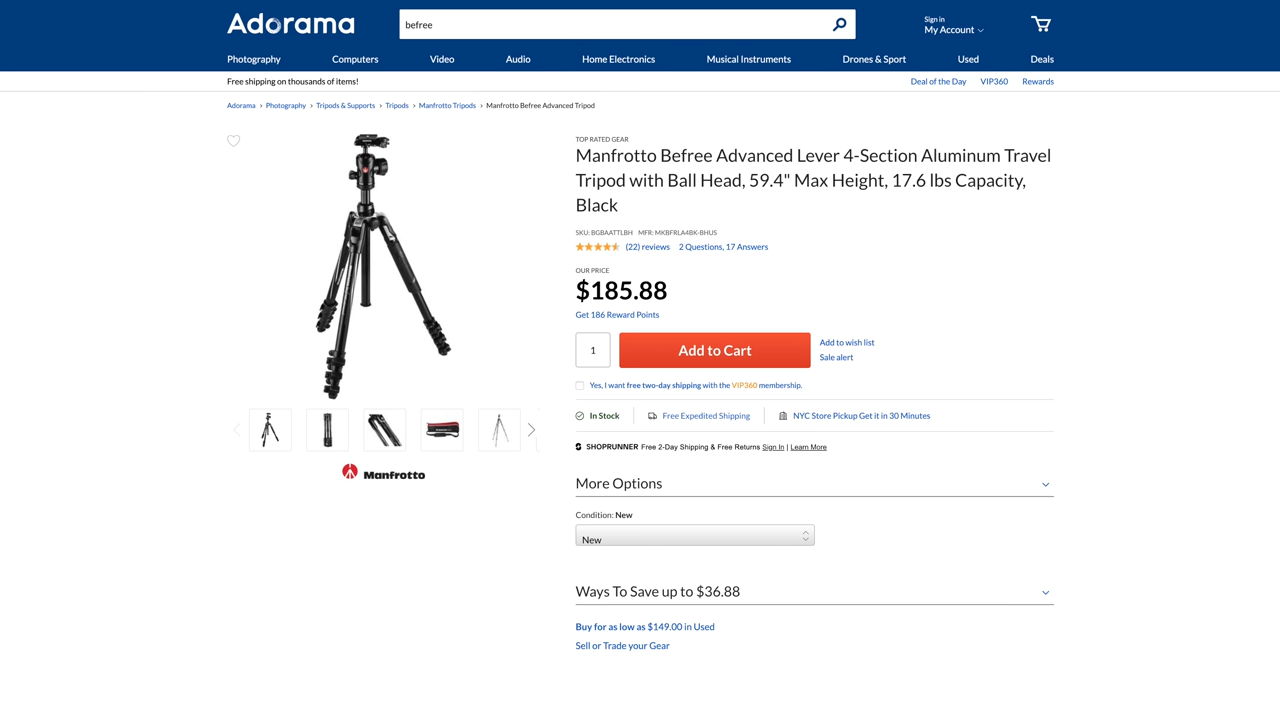 Adorama
befree
Sign in
My Account
Photography Computers Video Audio Home Electronics Musical Instruments Drones & Sport Used Deals
Free shipping on thousands of items!
Deal of the Day VIP360 Rewards
Adorama > Photography > Tripods & Supports > Tripods > Manfrotto Tripods > Manfrotto Befree Advanced Tripod
TOP RATED GEAR
Manfrotto Befree Advanced Lever 4-Section Aluminum Travel
Tripod with Ball Head, 59.4" Max Height, 17.6 lbs Capacity,
Black
SKU: BGBAATTLBH MFR: MKBFRLA4BK-BHUS
(22) reviews 2 Questions, 17 Answers
OUR PRICE
$185.88
Get 186 Reward Points
1
Add to Cart
Add to wish list
Sale alert
Yes, I want free two-day shipping with the VIP360 membership.
In Stock
Free Expedited Shipping
NYC Store Pickup Get it in 30 Minutes
SHOPRUNNER Free 2-Day Shipping & Free Returns Sign In | Learn More
Manfrotto
More Options
Condition: New
New
Ways To Save up to $36.88
Buy for as low as $149.00 in Used
Sell or Trade your Gear